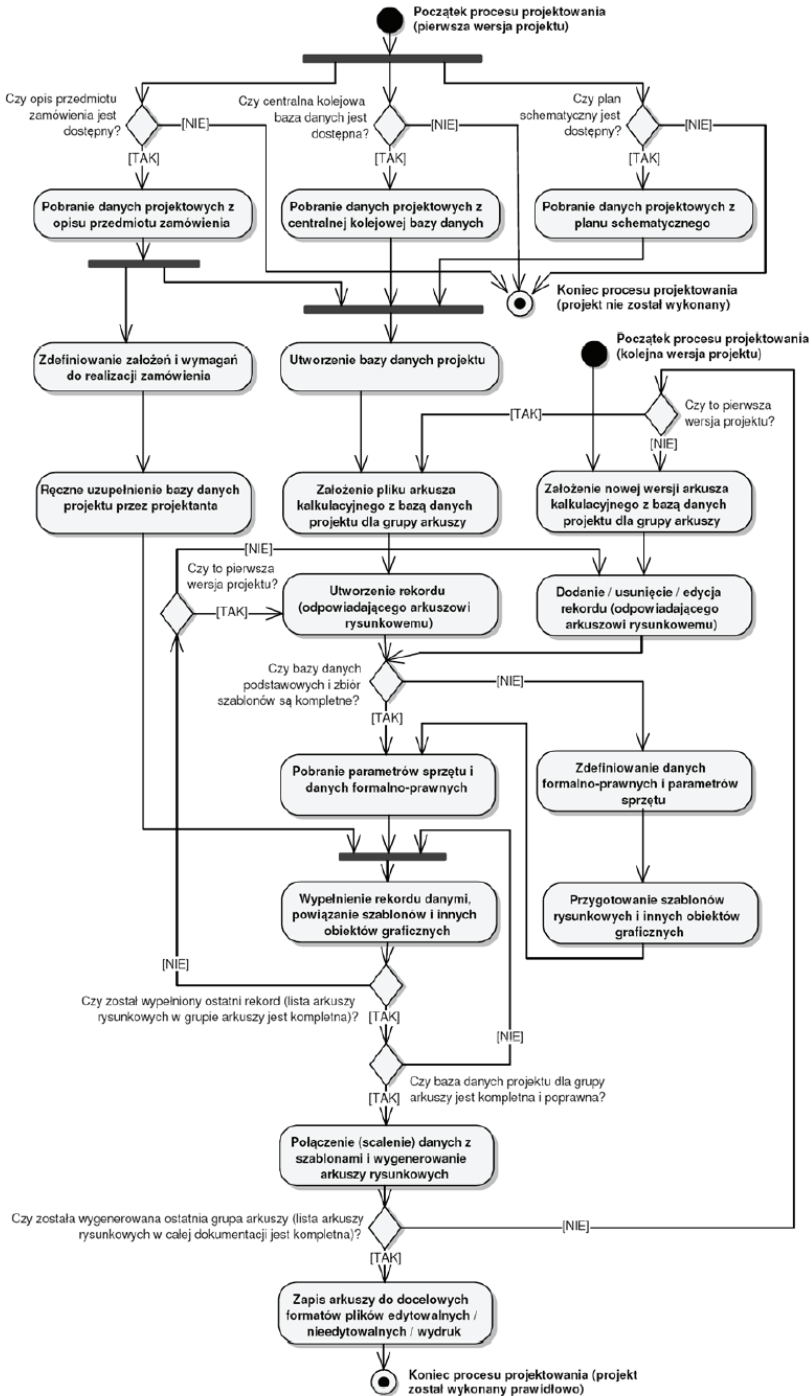 Początek procesu projektowania
(pierwsza wersja projektu)
Czy opis przedmiotu
zamówienia jest
dostępny?
[NIE]
[TAK]
Czy centralna kolejowa
baza danych jest
dostępna?
[NIE]
[TAK]
Czy plan
schematyczny jest
dostępny?
[NIE]
[TAK]
Pobranie danych projektowych z
opisu przedmiotu zamówienia
Pobranie danych projektowych z
centralnej kolejowej bazy danych
Pobranie danych projektowych z
planu schematycznego
Koniec procesu projektowania
(projekt nie został wykonany)
Zdefiniowanie założeń i wymagań
do realizacji zamówienia
Utworzenie bazy danych projektu
Początek procesu projektowania
(kolejna wersja projektu)
[TAK]
Czy to pierwsza
wersja projektu?
[NIE]
Ręczne uzupełnienie bazy danych
projektu przez projektanta
Założenie pliku arkusza
kalkulacyjnego z bazą danych
projektu dla grupy arkuszy
Założenie nowej wersji arkusza
kalkulacyjnego z bazą danych
projektu dla grupy arkuszy
[NIE]
Czy to pierwsza
wersja projektu?
[TAK]
Utworzenie rekordu
(odpowiadającego arkuszowi
rysunkowemu)
Dodanie / usunięcie / edycja
rekordu (odpowiadającego
arkuszowi rysunkowemu)
Czy bazy danych
podstawowych i zbiór
szablonów są kompletne?
[NIE]
[TAK]
Pobranie parametrów sprzętu i
danych formalno-prawnych
Zdefiniowanie danych
formalno-prawnych i parametrów
sprzętu
Wypełnienie rekordu danymi,
powiązanie szablonów i innych
obiektów graficznych
Przygotowanie szablonów
rysunkowych i innych obiektów
graficznych
[NIE]
Czy został wypełniony ostatni rekord (lista arkuszy
rysunkowych w grupie arkuszy jest kompletna)?
[TAK]
[NIE]
Czy baza danych projektu dla grupy
arkuszy jest kompletna i poprawna?
[TAK]
Połączenie (scalenie) danych z
szablonami i wygenerowanie
arkuszy rysunkowych
Czy została wygenerowana ostatnia grupa arkuszy (lista arkuszy
rysunkowych w całej dokumentacji jest kompletna)?
[NIE]
[TAK]
Zapis arkuszy do docelowych
formatów plików edytowalnych /
nieedytowalnych / wydruk
Koniec procesu projektowania (projekt
został wykonany prawidłowo)